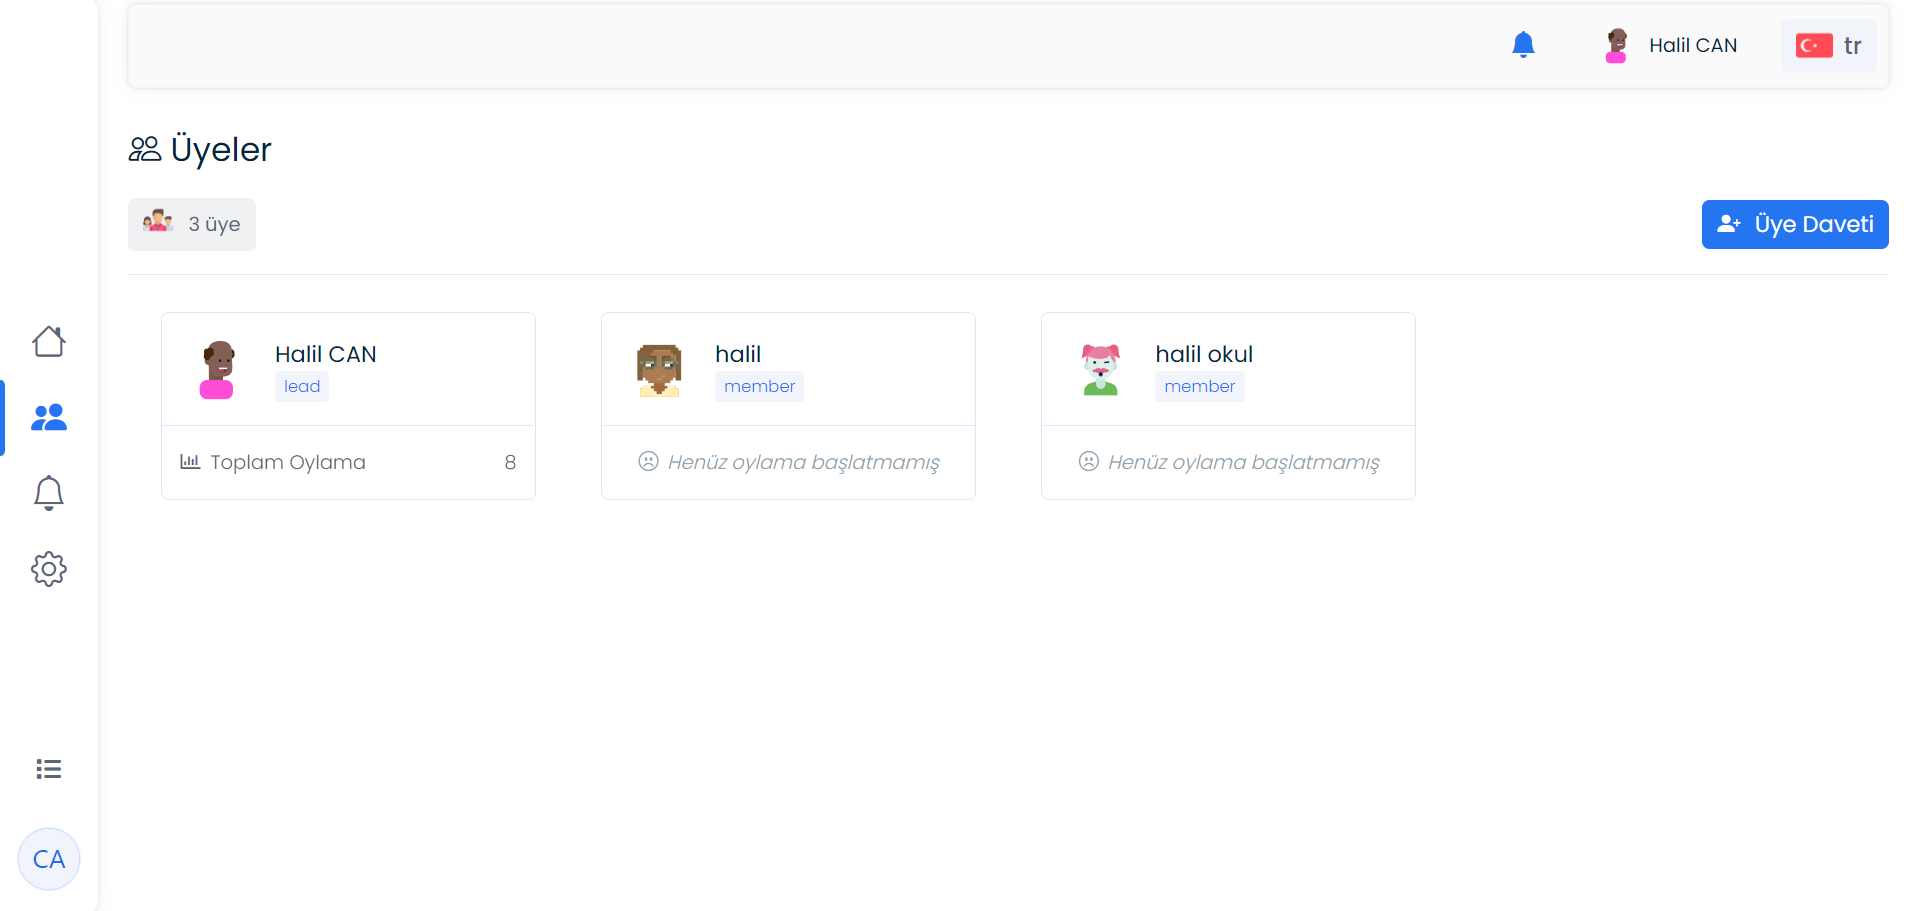 Halil CAN
tr
Üyeler
3 üye
Üye Daveti
Halil CAN
lead
Toplam Oylama 8
halil
member
Henüz oylama başlatmamış
halil okul
member
Henüz oylama başlatmamış
CA